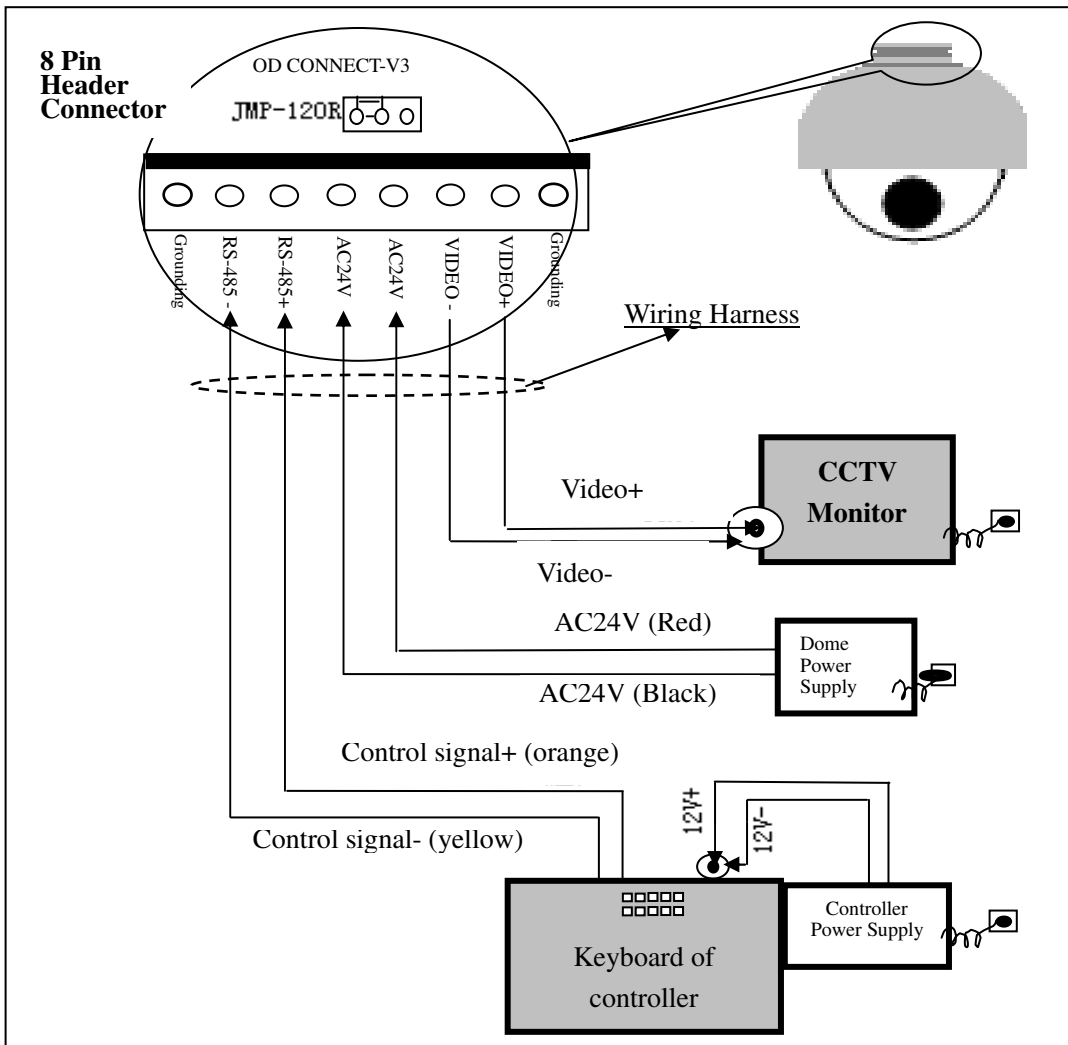 8 Pin
Header
Connector
OD CONNECT-V3
JMP-120R
Grounding
RS-485 -
RS-485+
AC24V
AC24V
VIDEO -
VIDEO+
Grounding
Wiring Harness
CCTV
Monitor
Video+
Video-
AC24V (Red)
Dome
Power
Supply
AC24V (Black)
Control signal+ (orange)
12V+
12V-
Control signal- (yellow)
Controller
Power Supply
Keyboard of
controller